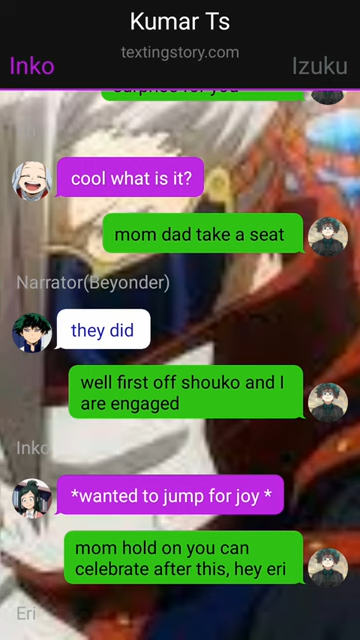 Kumar Ts
textingstory.com
Inko
Izuku
surprise for you
Eri
cool what is it?
mom dad take a seat
Narrator(Beyonder)
they did
well first off shouko and I
are engaged
Inko
*wanted to jump for joy *
mom hold on you can
celebrate after this, hey eri
Eri